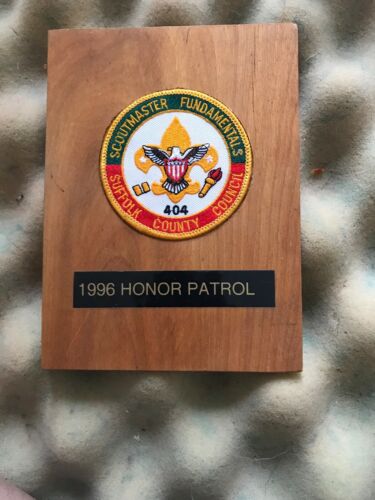 SCOUTMASTER FUNDAMENTALS
404
SUFFOLK COUNTY COUNCIL
1996 HONOR PATROL